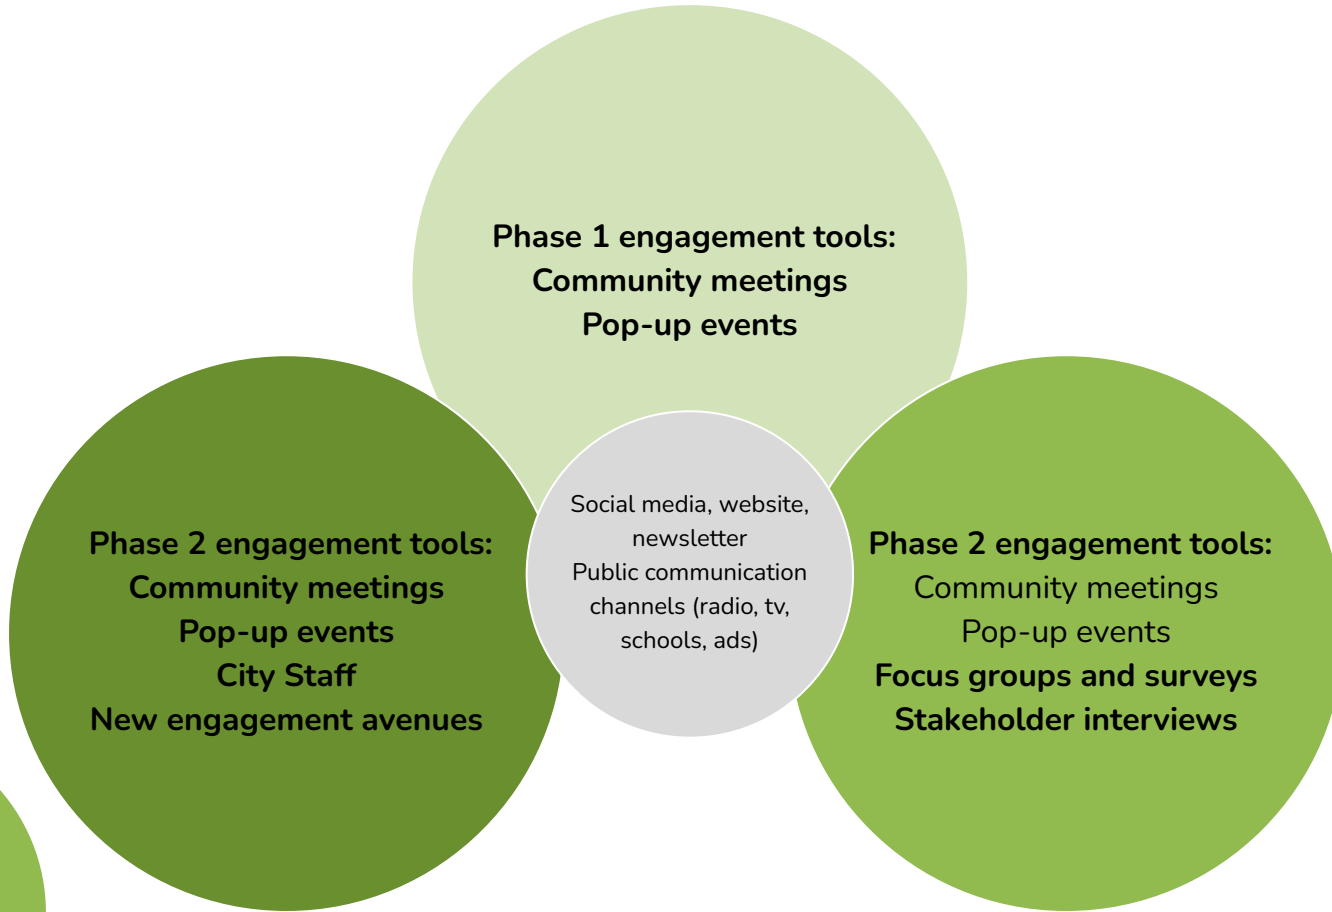 Phase 1 engagement tools:
Community meetings
Pop-up events
Phase 2 engagement tools:
Community meetings
Pop-up events
City Staff
New engagement avenues
Social media, website,
newsletter
Public communication
channels (radio, tv,
schools, ads)
Phase 2 engagement tools:
Community meetings
Pop-up events
Focus groups and surveys
Stakeholder interviews